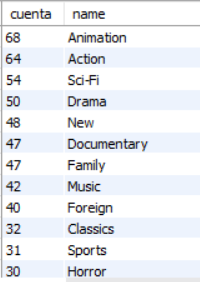 cuenta name
68 Animation
64 Action
54 Sci-Fi
50 Drama
48 New
47 Documentary
47 Family
42 Music
40 Foreign
32 Classics
31 Sports
30 Horror